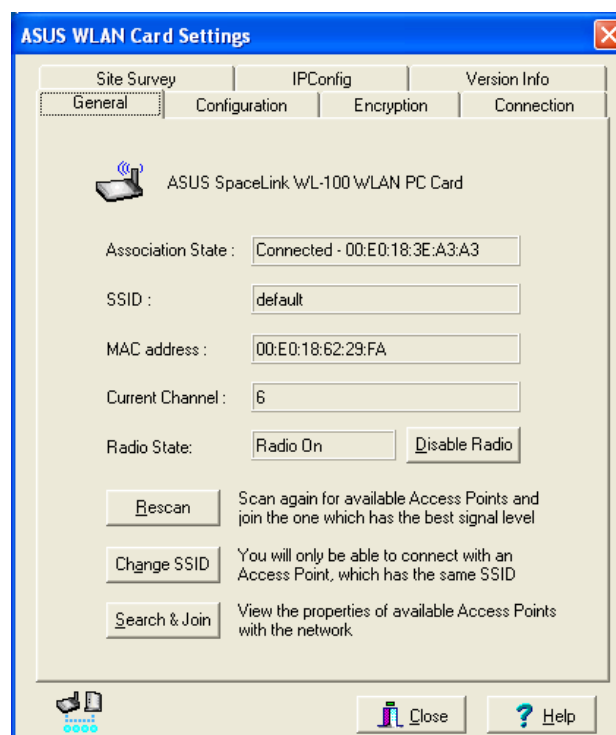 ASUS WLAN Card Settings
Site Survey IPConfig Version Info
General Configuration Encryption Connection
ASUS SpaceLink WL-100 WLAN PC Card
Association State : Connected - 00:E0:18:3E:A3:A3
SSID : default
MAC address : 00:E0:18:62:29:FA
Current Channel : 6
Radio State: Radio On Disable Radio
Rescan Scan again for available Access Points and
join the one which has the best signal level
Change SSID You will only be able to connect with an
Access Point, which has the same SSID
Search & Join View the properties of available Access Points
with the network
Close ? Help